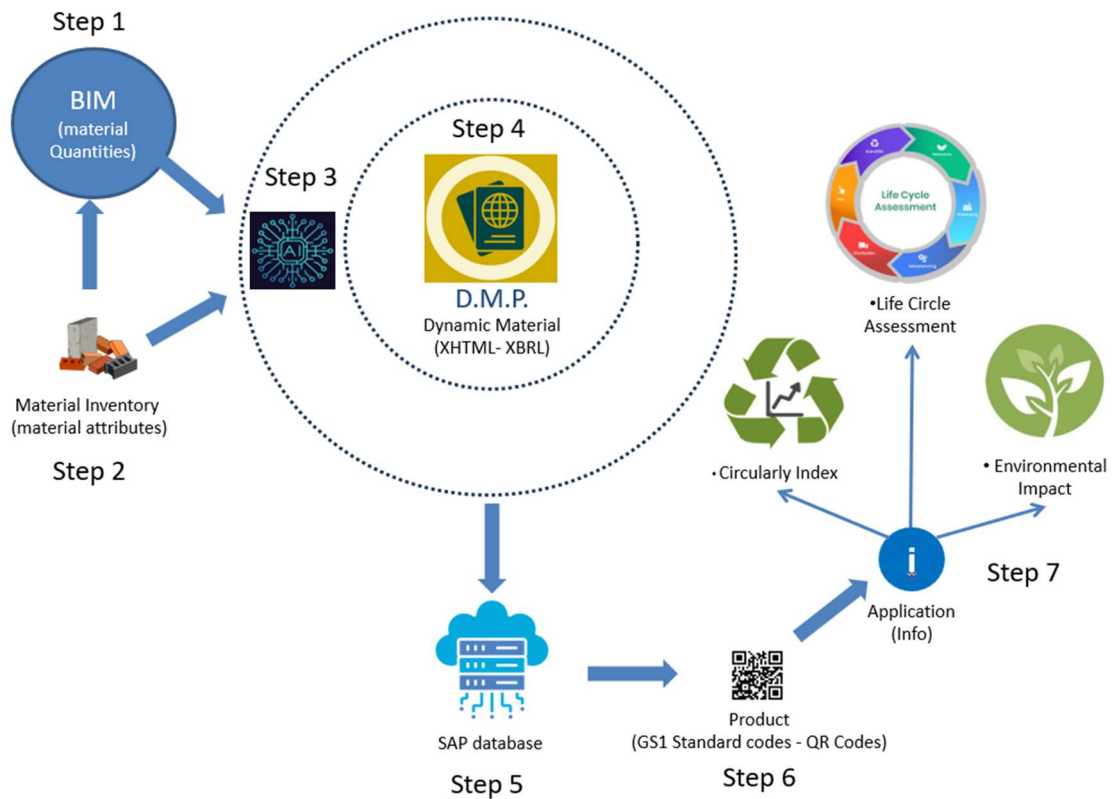 Step 1
BIM
(material
Quantities)
Step 3
AI
Step 4
D.M.P.
Dynamic Material
(XHTML- XBRL)
Material Inventory
(material attributes)
Step 2
Life Cycle
Assessment
Manufacturing
•Life Circle
Assessment
•Circularly Index
• Environmental
Impact
i
Application
(Info)
Step 7
SAP database
Step 5
Product
(GS1 Standard codes - QR Codes)
Step 6